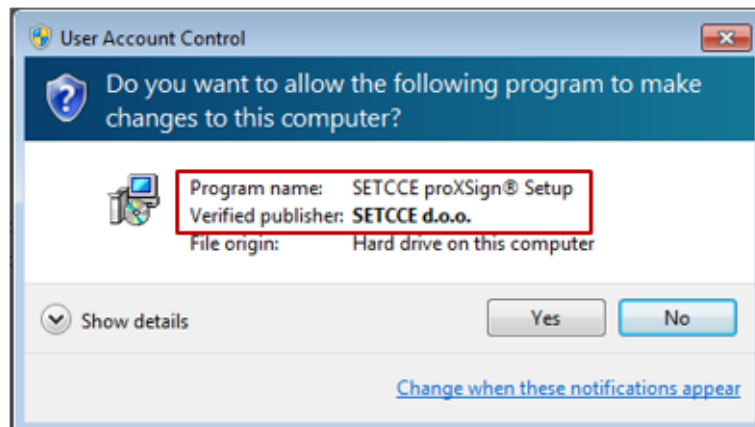 User Account Control
Do you want to allow the following program to make
changes to this computer?
Program name: SETCCE proXSign® Setup
Verified publisher: SETCCE d.o.o.
File origin: Hard drive on this computer
Show details
Yes
No
Change when these notifications appear